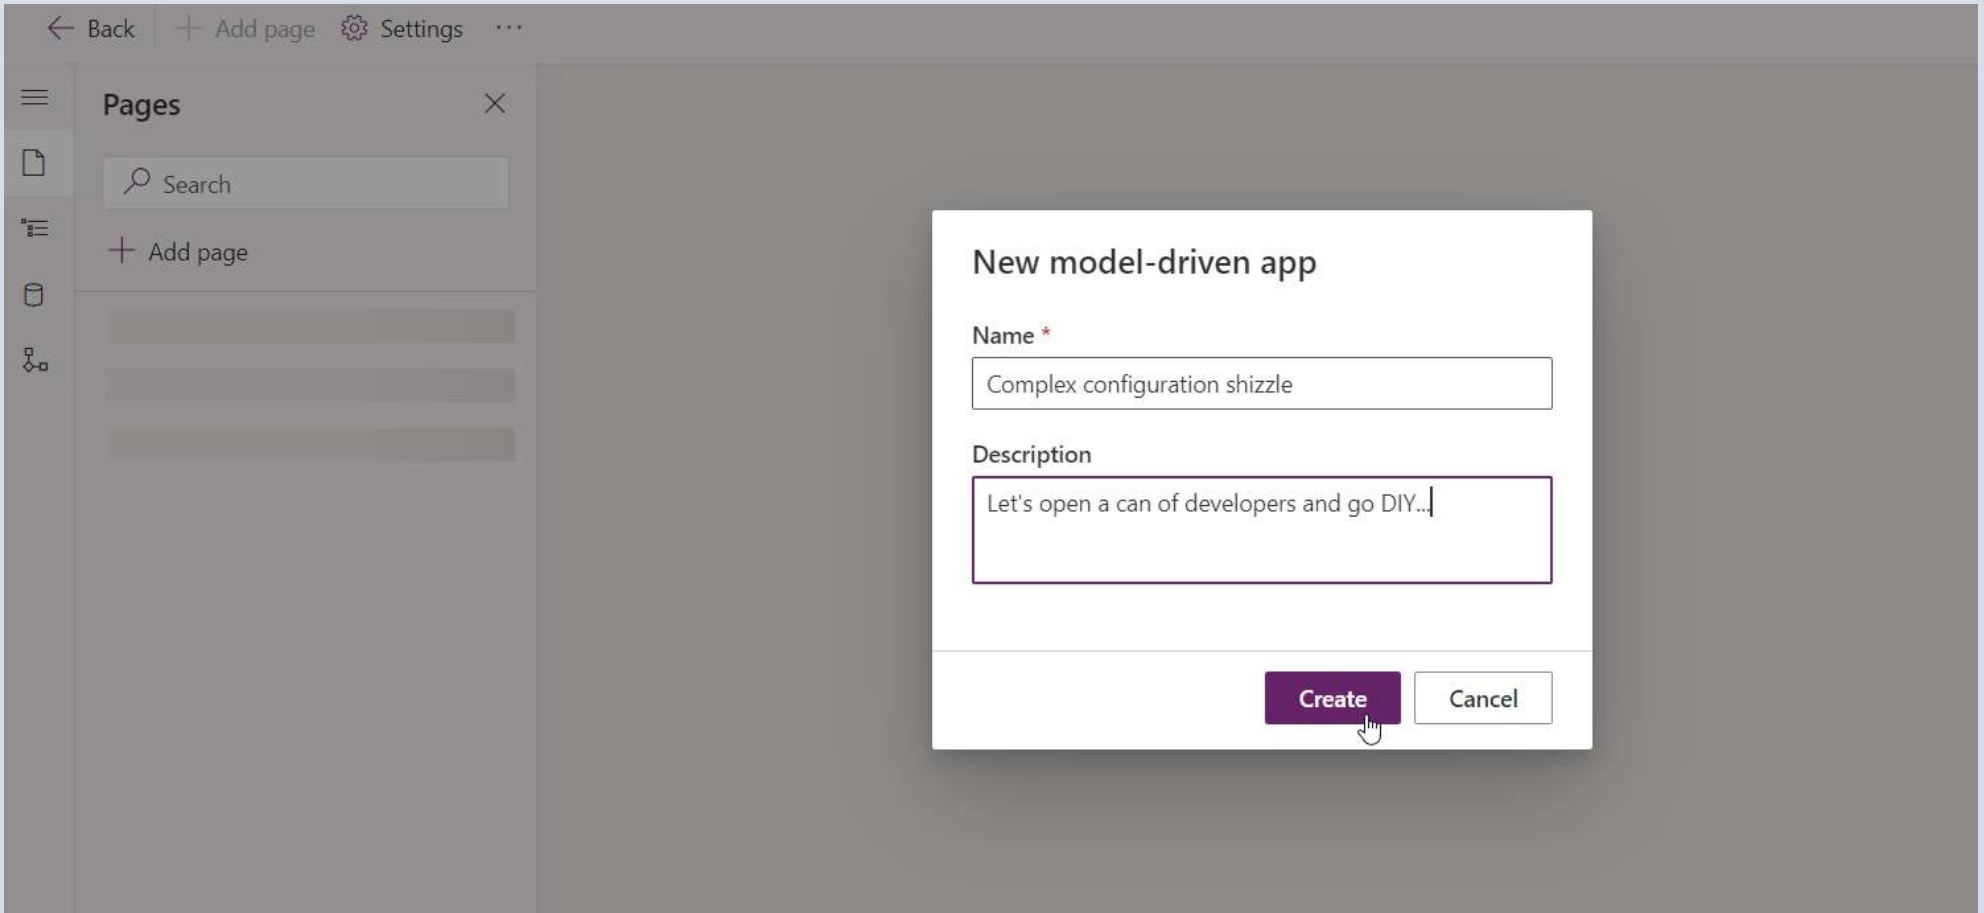 Back
Add page
Settings
Pages
Search
Add page
New model-driven app
Name *
Complex configuration shizzle
Description
Let's open a can of developers and go DIY...
Create
Cancel